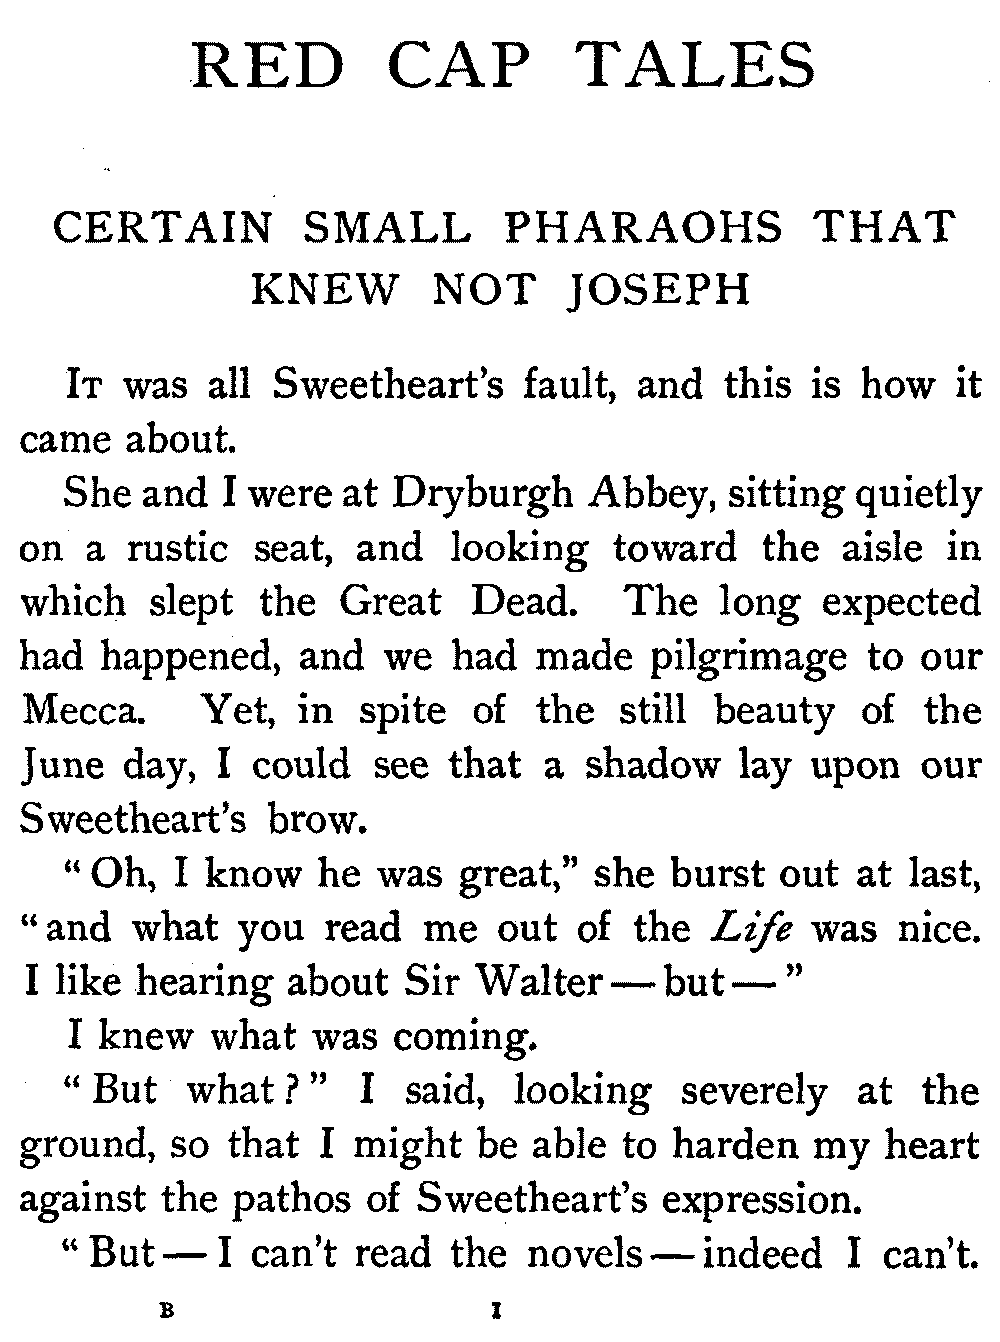 RED CAP TALES
CERTAIN SMALL PHARAOHS THAT
KNEW NOT JOSEPH
It was all Sweetheart's fault, and this is how it
came about.
She and I were at Dryburgh Abbey, sitting quietly
on a rustic seat, and looking toward the aisle in
which slept the Great Dead. The long expected
had happened, and we had made pilgrimage to our
Mecca. Yet, in spite of the still beauty of the
June day, I could see that a shadow lay upon our
Sweetheart's brow.
“Oh, I know he was great,” she burst out at last,
“and what you read me out of the Life was nice.
I like hearing about Sir Walter—but—”
I knew what was coming.
“But what?” I said, looking severely at the
ground, so that I might be able to harden my heart
against the pathos of Sweetheart's expression.
“But—I can't read the novels—indeed I can't.
B 1